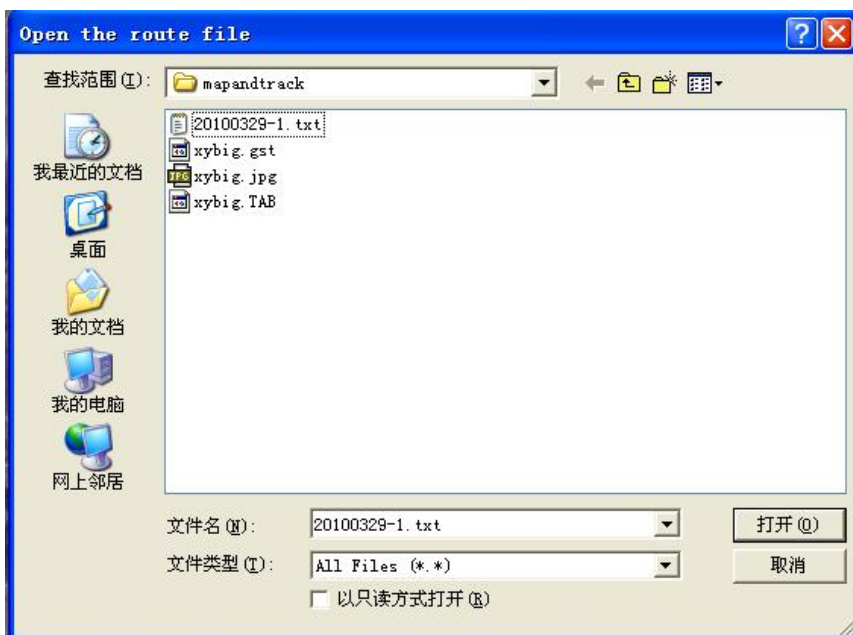 Open the route file
查找范围(I):
mapandtrack
我最近的文档
桌面
我的文档
我的电脑
网上邻居
20100329-1.txt
xybig.gst
JPG
xybig.jpg
xybig.TAB
文件名(N):
20100329-1.txt
打开(O)
文件类型(T):
All Files (*.*)
取消
以只读方式打开(R)